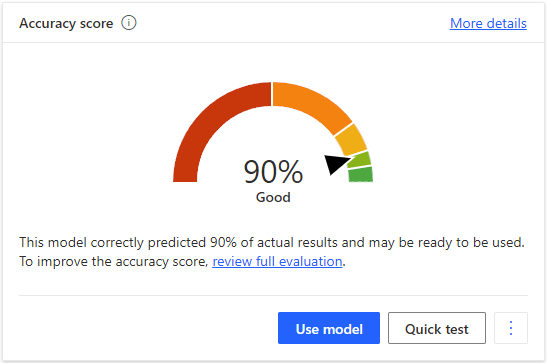 Accuracy score
More details
90%
Good
This model correctly predicted 90% of actual results and may be ready to be used.
To improve the accuracy score, review full evaluation.
Use model
Quick test